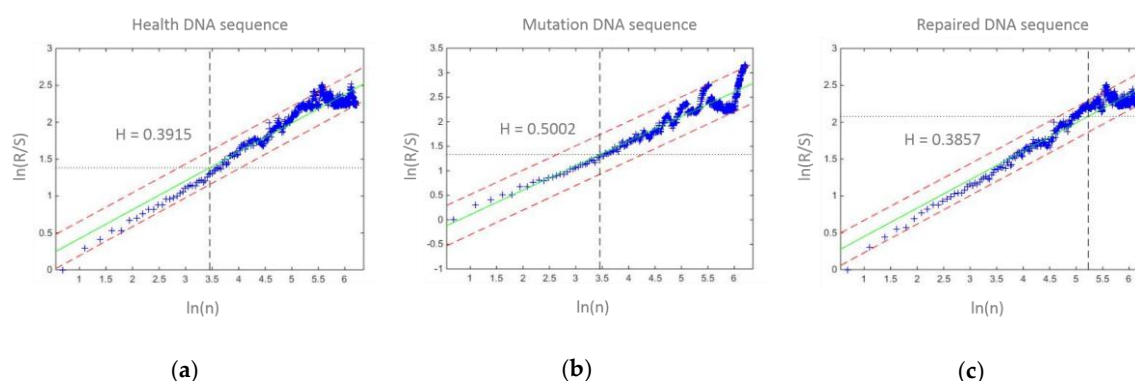 Health DNA sequence
Mutation DNA sequence
Repaired DNA sequence
3
2.5
2
1.5
1
0.5
0
ln(R/S)
H = 0.3915
1 1.5 2 2.5 3 3.5 4 4.5 5 5.5 6
ln(n)
(a)
3.5
3
2.5
2
1.5
1
0.5
0
-0.5
-1
ln(R/S)
H = 0.5002
1 1.5 2 2.5 3 3.5 4 4.5 5 5.5 6
ln(n)
(b)
3
2.5
2
1.5
1
0.5
0
ln(R/S)
H = 0.3857
1 1.5 2 2.5 3 3.5 4 4.5 5 5.5 6
ln(n)
(c)